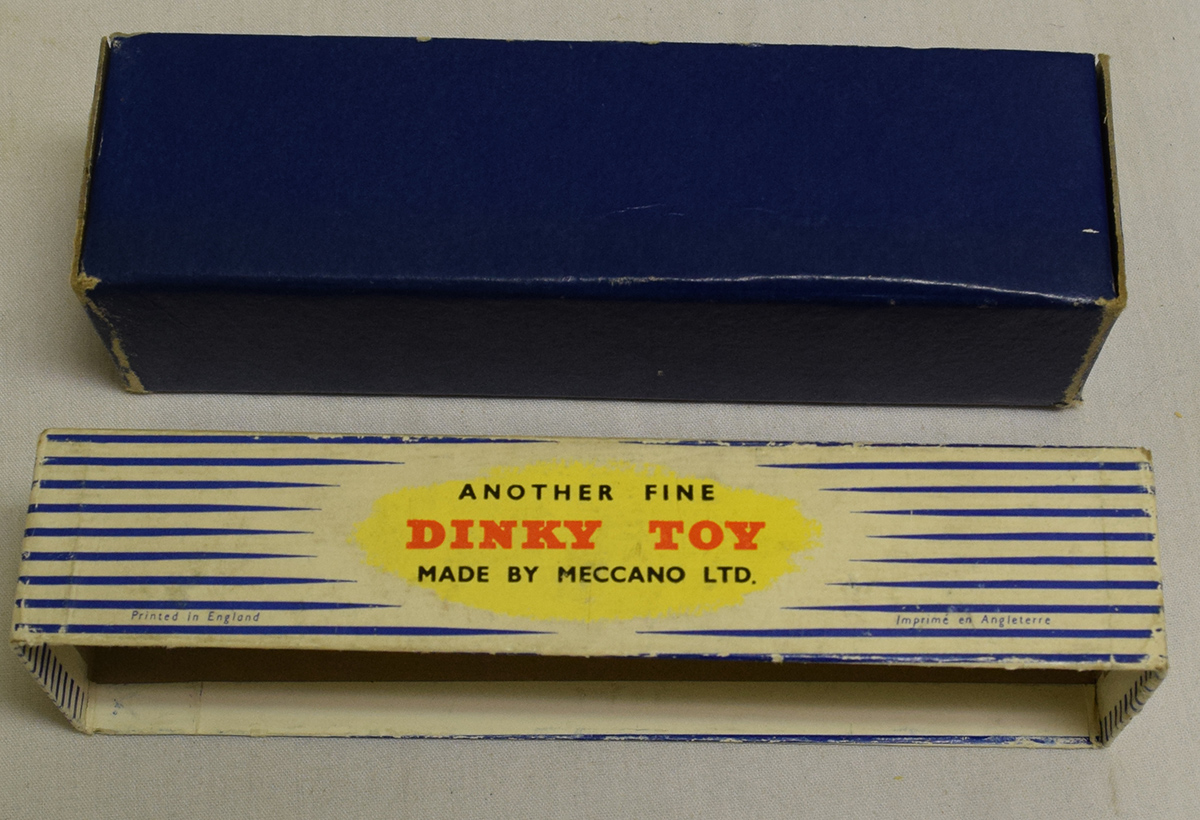 ANOTHER FINE
DINKY TOY
MADE BY MECCANO LTD.
Printed in England
Imprimé en Angleterre